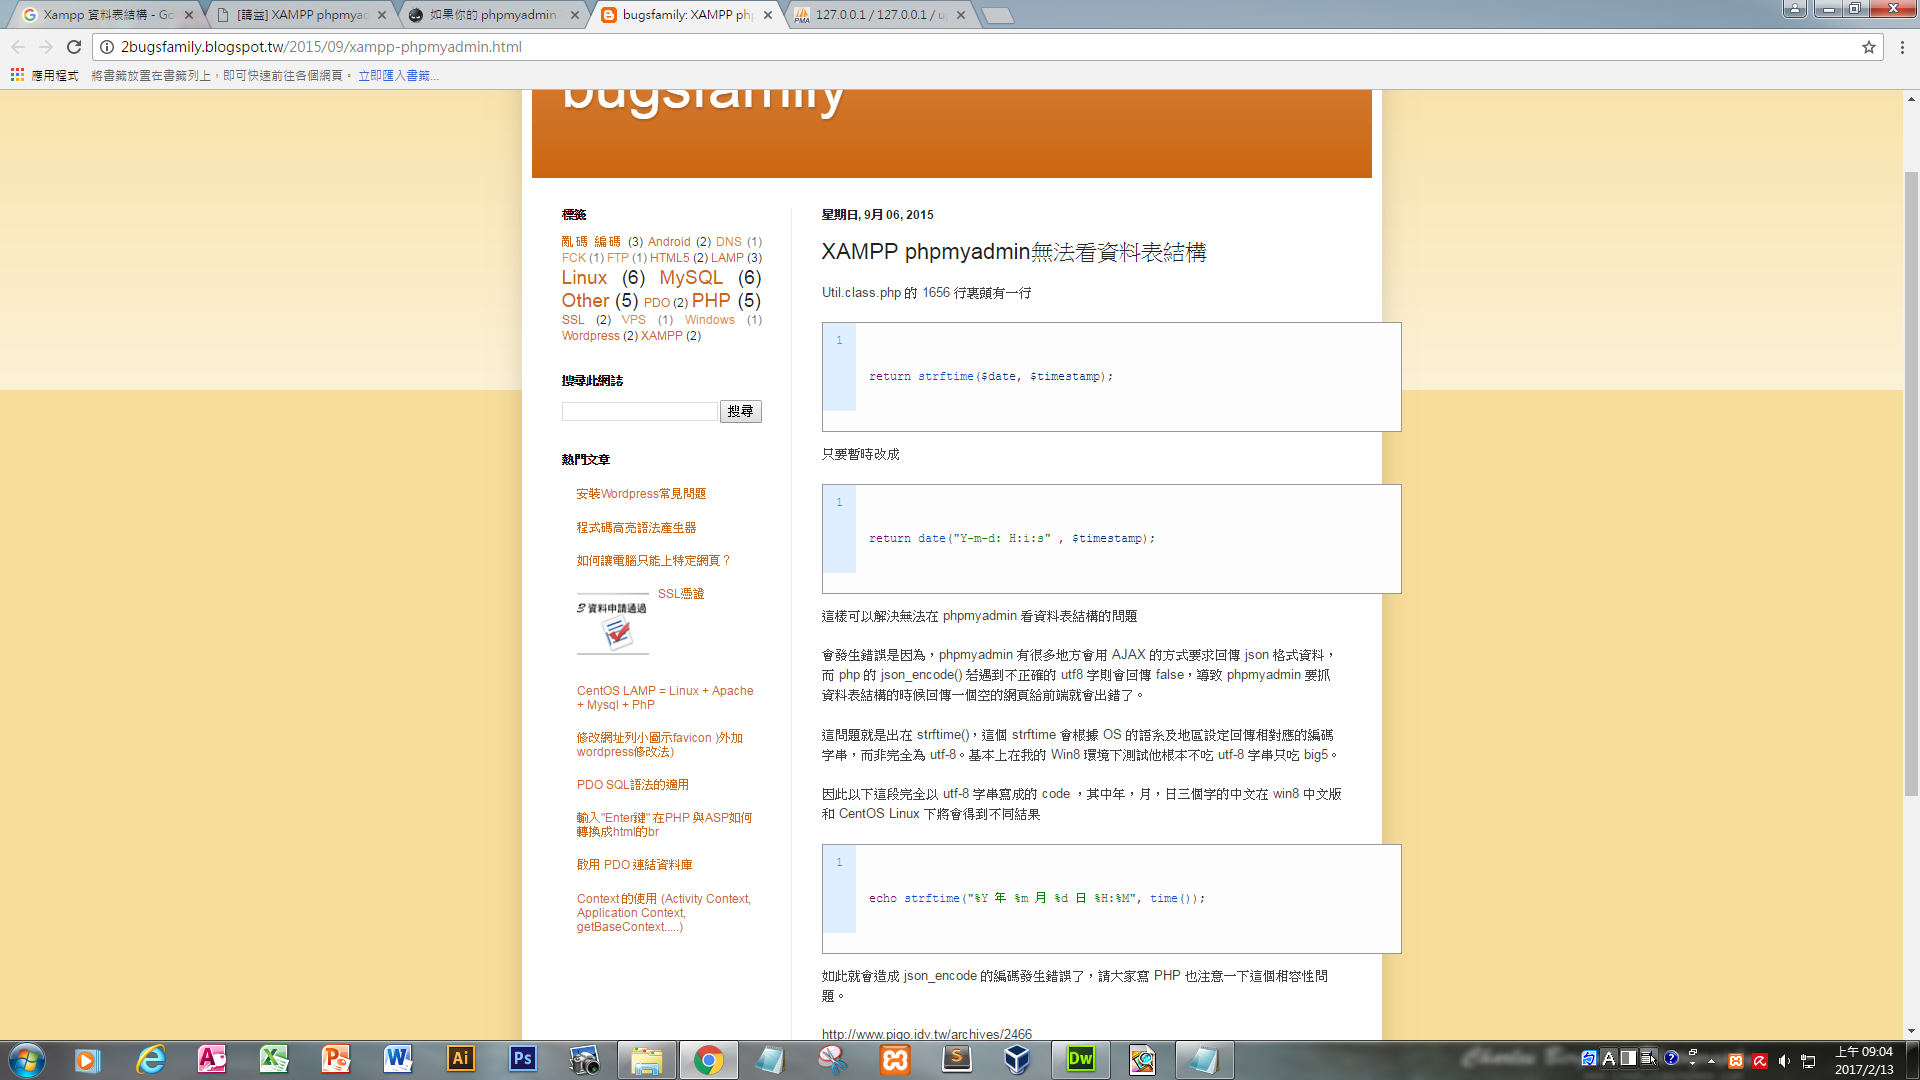 Xampp 資料表結構 - Go
[請益] XAMPP phpmyad
如果你的 phpmyadmin
bugsfamily: XAMPP php
127.0.0.1 / 127.0.0.1 / u
2bugsfamily.blogspot.tw/2015/09/xampp-phpmyadmin.html
應用程式 將書籤放置在書籤列上，即可快速前往各個網頁。 立即匯入書籤...
bugsfamily
標籤
亂碼 編碼 (3) Android (2) DNS (1)
FCK (1) FTP (1) HTML5 (2) LAMP (3)
Linux (6) MySQL (6)
Other (5) PDO (2) PHP (5)
SSL (2) VPS (1) Windows (1)
Wordpress (2) XAMPP (2)
搜尋此網誌
搜尋
熱門文章
安裝Wordpress常見問題
程式碼高亮語法產生器
如何讓電腦只能上特定網頁？
3 資料申請通過
SSL憑證
CentOS LAMP = Linux + Apache
+ Mysql + PhP
修改網址列小圖示favicon )外加
wordpress修改法)
PDO SQL語法的適用
輸入"Enter鍵" 在PHP 與ASP如何
轉換成html的br
啟用 PDO 連結資料庫
Context 的使用 (Activity Context,
Application Context,
getBaseContext.....)
星期日, 9月 06, 2015
XAMPP phpmyadmin無法看資料表結構
Util.class.php 的 1656 行裏頭有一行
1
return strftime($date, $timestamp);
只要暫時改成
1
return date("Y-m-d: H:i:s" , $timestamp);
這樣可以解決無法在 phpmyadmin 看資料表結構的問題
會發生錯誤是因為，phpmyadmin 有很多地方會用 AJAX 的方式要求回傳 json 格式資料，
而 php 的 json_encode() 若遇到不正確的 utf8 字則會回傳 false，導致 phpmyadmin 要抓
資料表結構的時候回傳一個空的網頁給前端就會出錯了。
這問題就是出在 strftime()，這個 strftime 會根據 OS 的語系及地區設定回傳相對應的編碼
字串，而非完全為 utf-8。基本上在我的 Win8 環境下測試他根本不吃 utf-8 字串只吃 big5。
因此以下這段完全以 utf-8 字串寫成的 code ，其中年，月，日三個字的中文在 win8 中文版
和 CentOS Linux 下將會得到不同結果
1
echo strftime("%Y 年 %m 月 %d 日 %H:%M", time());
如此就會造成 json_encode 的編碼發生錯誤了，請大家寫 PHP 也注意一下這個相容性問
題。
http://www.pigo.idv.tw/archives/2466
Ai
Ps
Dw
上午 09:04
2017/2/13